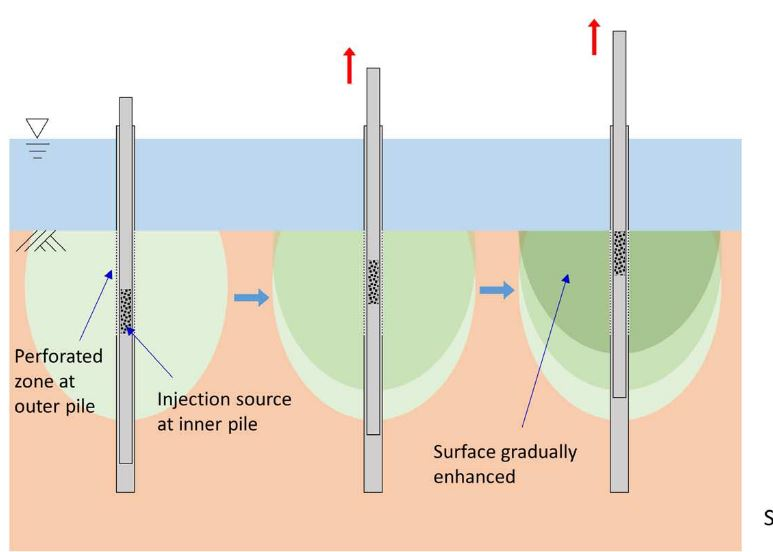 Perforated
zone at
outer pile
Injection source
at inner pile
Surface gradually
enhanced
S